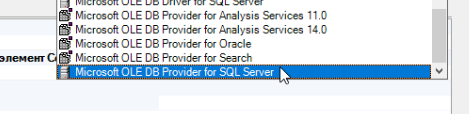 Microsoft OLE DB Driver for SQL Server
Microsoft OLE DB Provider for Analysis Services 11.0
Microsoft OLE DB Provider for Analysis Services 14.0
Microsoft OLE DB Provider for Oracle
элемент Microsoft OLE DB Provider for Search
Microsoft OLE DB Provider for SQL Server